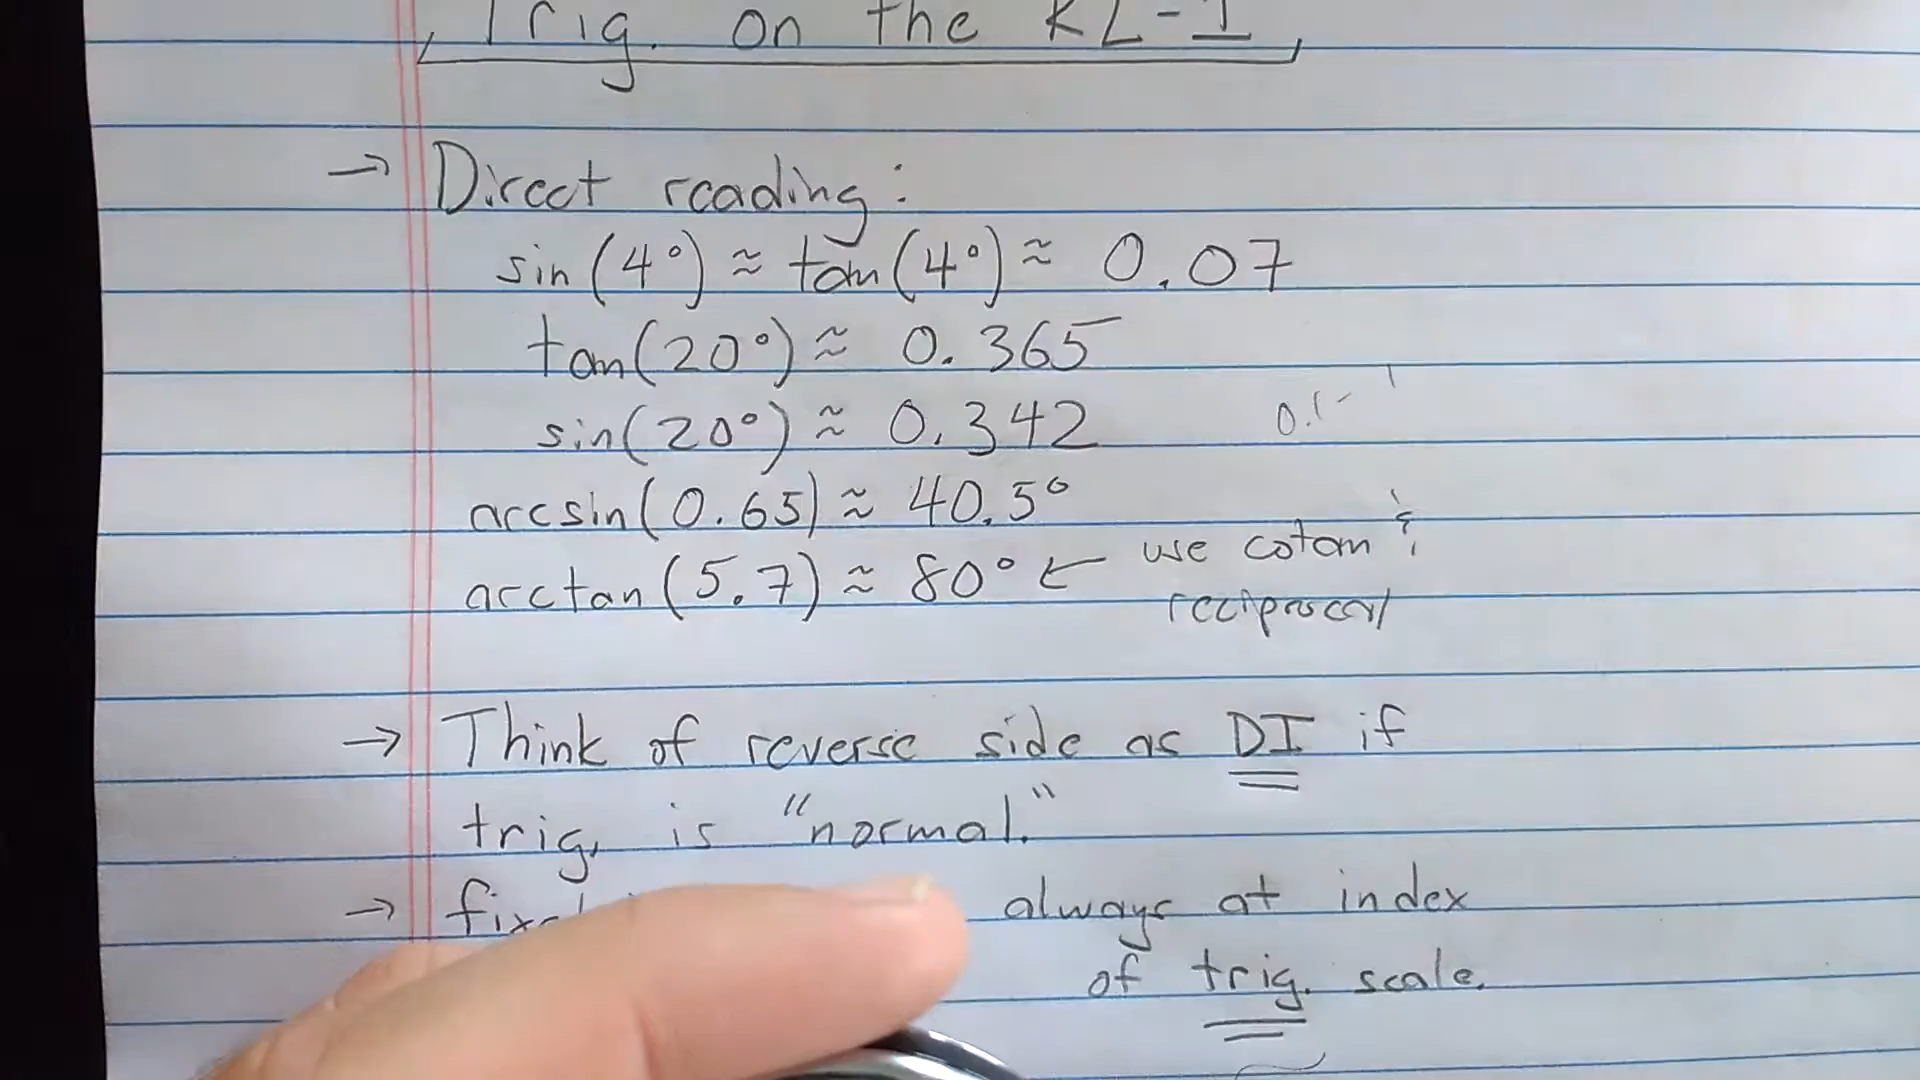 Trig. on the KL-1
→ Direct reading:
sin(4°) ≈ tan(4°) ≈ 0.07
tan(20°) ≈ 0.365
sin(20°) ≈ 0.342
0.1-
arcsin(0.65) ≈ 40.5°
arctan(5.7) ≈ 80° ← use cotan &
reciprocal
→ Think of reverse side as DI if
trig. is "normal."
→ always at index
of trig. scale.